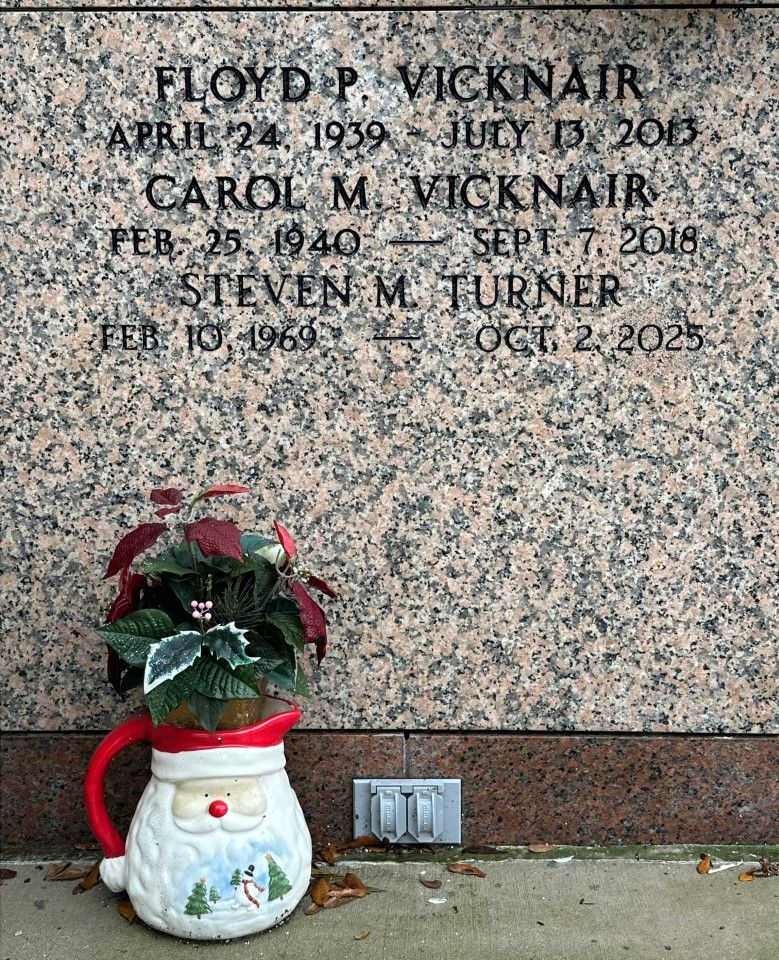 FLOYD P. VICKNAIR
APRIL 24, 1939 - JULY 13, 2013
CAROL M. VICKNAIR
FEB. 25, 1940 — SEPT. 7, 2018
STEVEN M. TURNER
FEB. 10, 1969 — OCT. 2, 2025